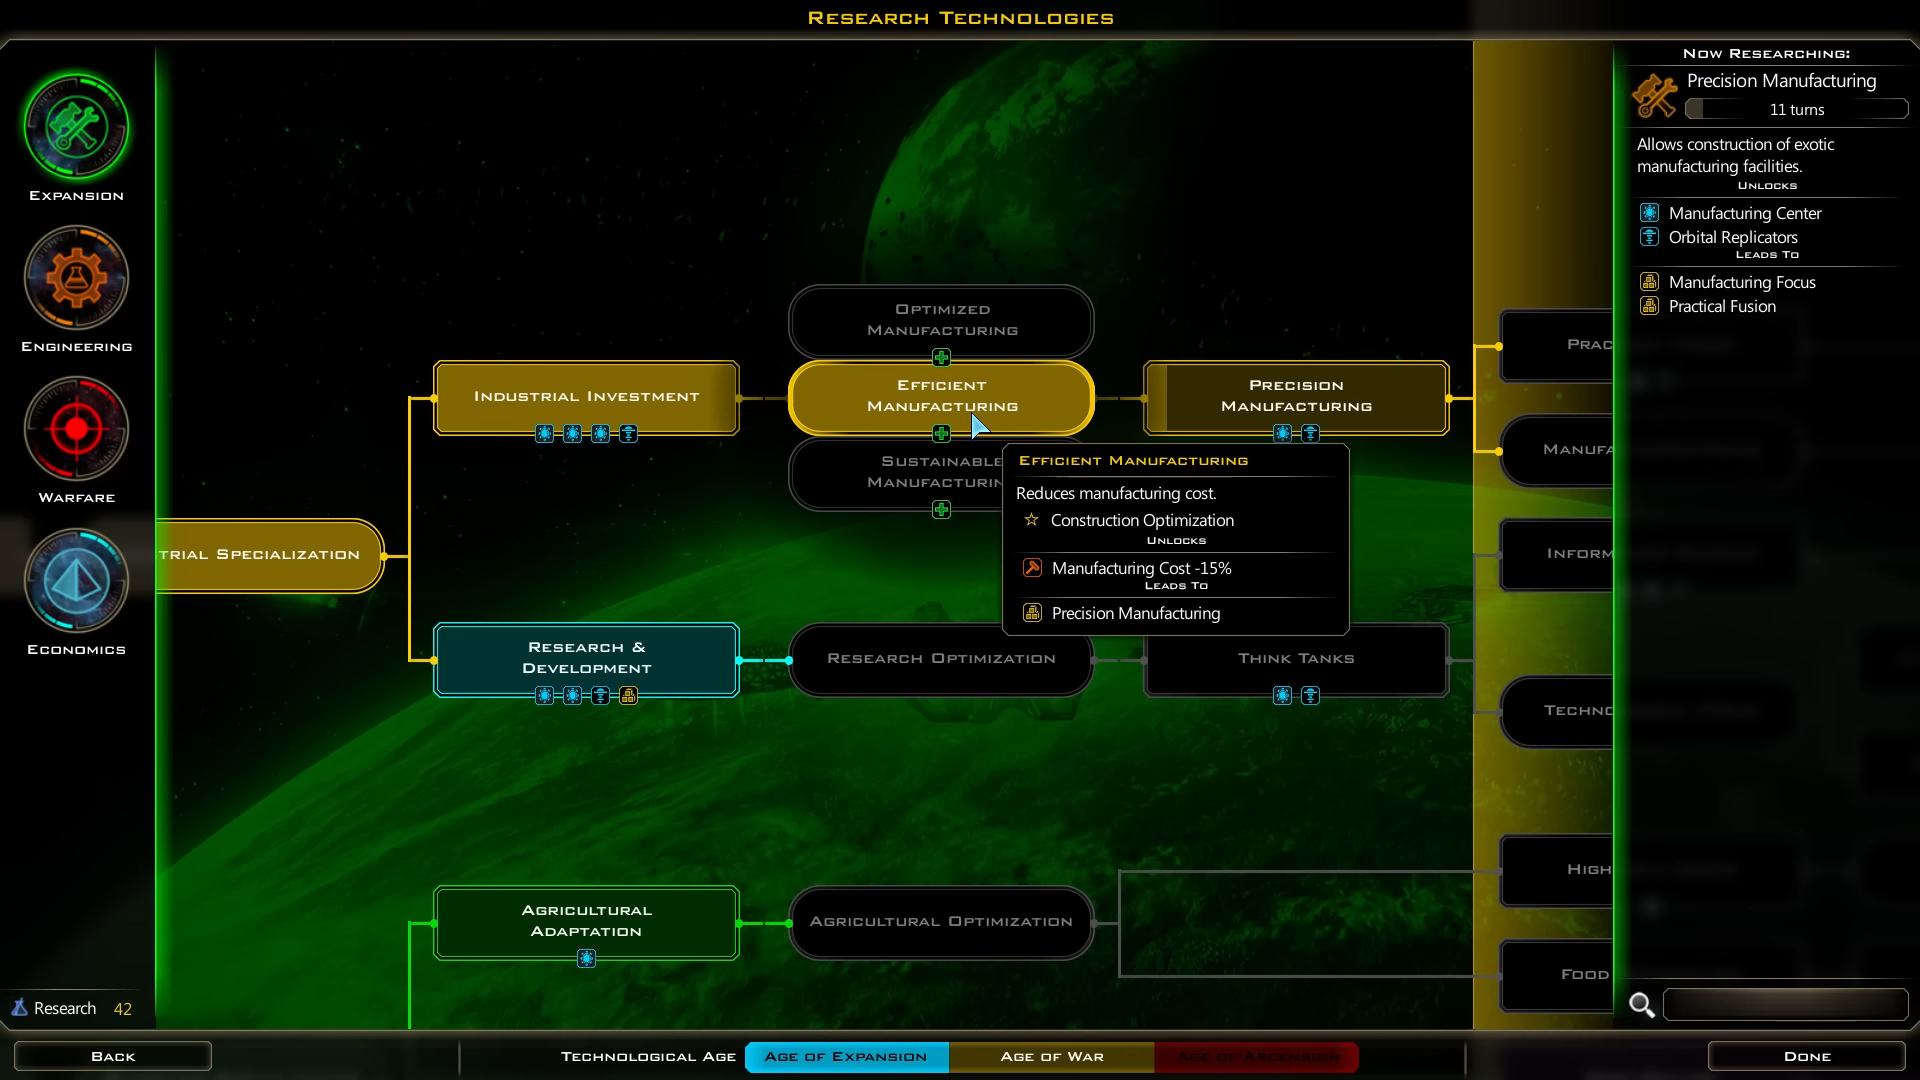 Research Technologies
Expansion
Engineering
Warfare
Economics
Research 42
trial Specialization
Industrial Investment
Optimized
Manufacturing
Efficient
Manufacturing
Sustainable
Manufacturin
Precision
Manufacturing
Efficient Manufacturing
Reduces manufacturing cost.
Construction Optimization
Unlocks
Manufacturing Cost -15%
Leads To
Precision Manufacturing
Research &
Development
Research Optimization
Think Tanks
Agricultural
Adaptation
Agricultural Optimization
Prac
Manufa
Inform
Techno
High
Food
Now Researching:
Precision Manufacturing
11 turns
Allows construction of exotic
manufacturing facilities.
Unlocks
Manufacturing Center
Orbital Replicators
Leads To
Manufacturing Focus
Practical Fusion
Back
Technological Age
Age of Expansion
Age of War
Age of Ascension
Done